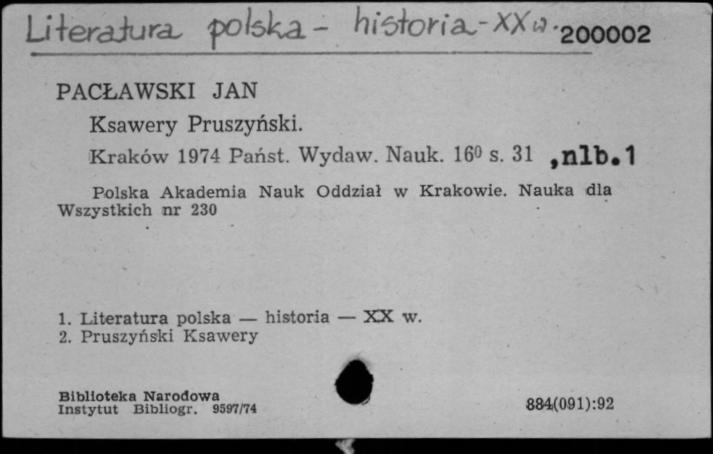 Literatura polska - historia - XX w. 200002
PACŁAWSKI JAN
Ksawery Pruszyński.
Kraków 1974 Państ. Wydaw. Nauk. 16⁰ s. 31 ,nlb.1
Polska Akademia Nauk Oddział w Krakowie. Nauka dla
Wszystkich nr 230
1. Literatura polska — historia — XX w.
2. Pruszyński Ksawery
Biblioteka Narodowa
Instytut Bibliogr. 9597/74 884(091):92